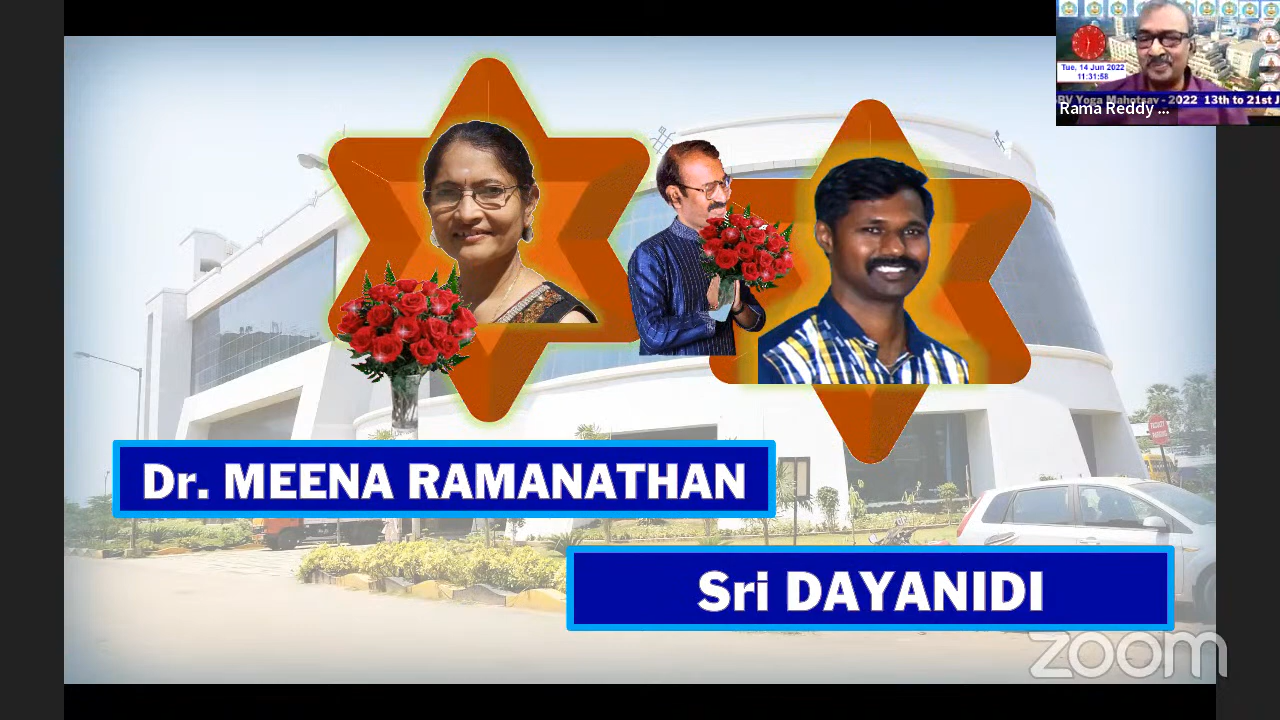 Tue, 14 Jun 2022
11:31:58
BV Yoga Mahotsav - 2022 13th to 21st J
Rama Reddy ...
Dr. MEENA RAMANATHAN
Sri DAYANIDI
zoom